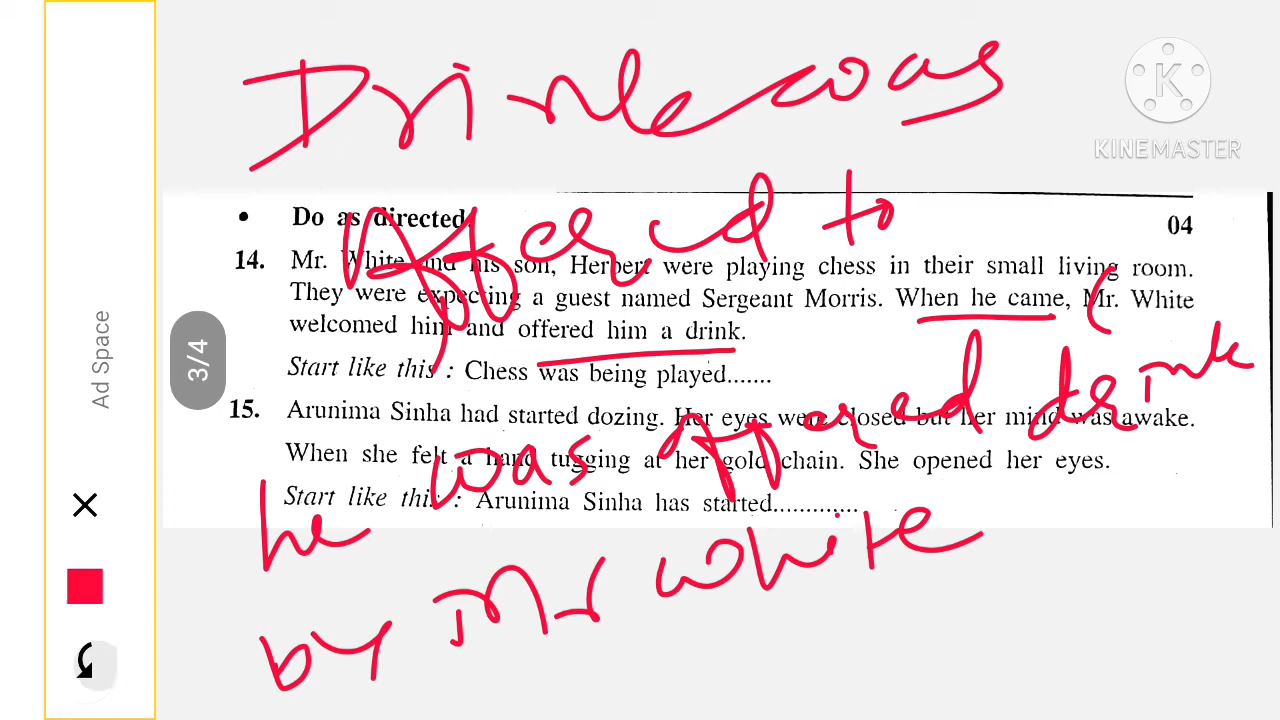 Drink was
KINEMASTER
offered to
• Do as directed. 04
14. Mr. White and his son, Herbert were playing chess in their small living room.
They were expecting a guest named Sergeant Morris. When he came, Mr. White
welcomed him and offered him a drink.
Start like this : Chess was being played.......
15. Arunima Sinha had started dozing. Her eyes were closed but her mind was awake.
When she felt a hand tugging at her gold chain. She opened her eyes.
Start like this : Arunima Sinha has started.............
he was offered drink
by Mr white
Ad Space
3/4